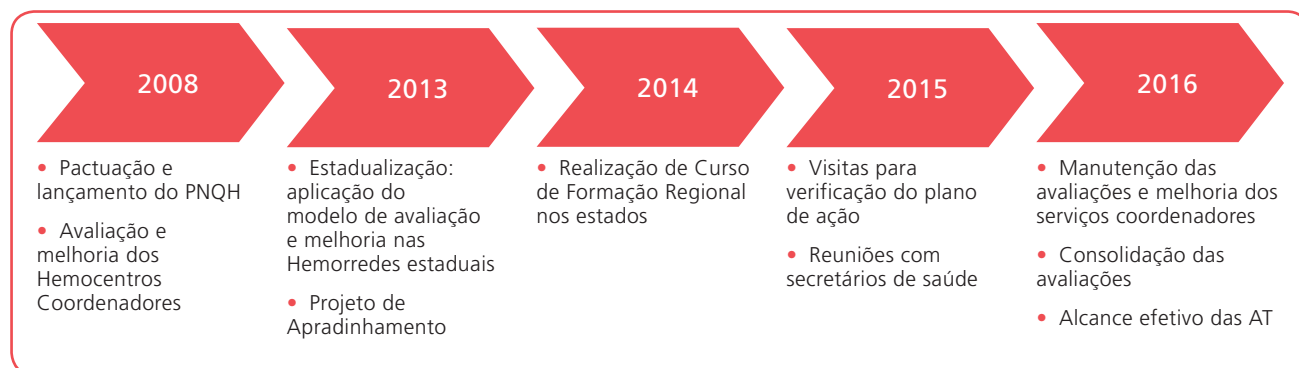 2008
• Pactuação e
lançamento do PNQH
• Avaliação e
melhoria dos
Hemocentros
Coordenadores
2013
• Estadualização:
aplicação do
modelo de avaliação
e melhoria nas
Hemorredes estaduais
• Projeto de
Apradinhamento
2014
• Realização de Curso
de Formação Regional
nos estados
2015
• Visitas para
verificação do plano
de ação
• Reuniões com
secretários de saúde
2016
• Manutenção das
avaliações e melhoria dos
serviços coordenadores
• Consolidação das
avaliações
• Alcance efetivo das AT